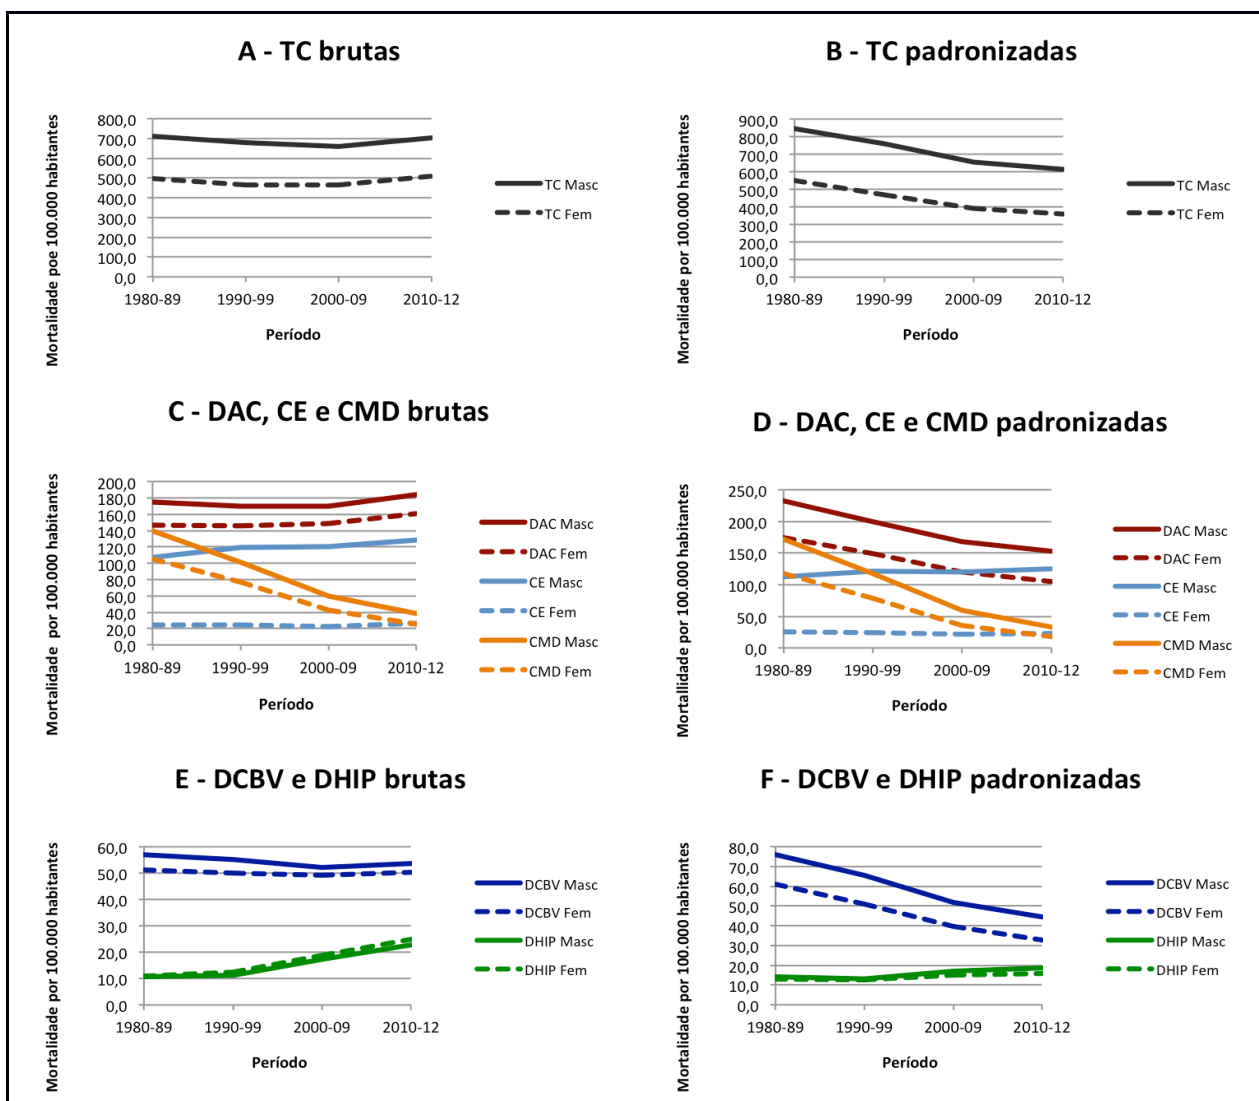 A - TC brutas
Mortalidade poe 100.000 habitantes
800,0
700,0
600,0
500,0
400,0
300,0
200,0
100,0
0,0
1980-89 1990-99 2000-09 2010-12
Período
TC Masc
TC Fem
B - TC padronizadas
Mortalidade por 100.000 habitantes
900,0
800,0
700,0
600,0
500,0
400,0
300,0
200,0
100,0
0,0
1980-89 1990-99 2000-09 2010-12
Período
TC Masc
TC Fem
C - DAC, CE e CMD brutas
Mortalidade por 100.000 habitantes
200,0
180,0
160,0
140,0
120,0
100,0
80,0
60,0
40,0
20,0
0,0
1980-89 1990-99 2000-09 2010-12
Período
DAC Masc
DAC Fem
CE Masc
CE Fem
CMD Masc
CMD Fem
D - DAC, CE e CMD padronizadas
Mortallidade por 100.000 habitantes
250,0
200,0
150,0
100,0
50,0
0,0
1980-89 1990-99 2000-09 2010-12
Período
DAC Masc
DAC Fem
CE Masc
CE Fem
CMD Masc
CMD Fem
E - DCBV e DHIP brutas
Mortalidade por 100.000 habitantes
60,0
50,0
40,0
30,0
20,0
10,0
0,0
1980-89 1990-99 2000-09 2010-12
Período
DCBV Masc
DCBV Fem
DHIP Masc
DHIP Fem
F - DCBV e DHIP padronizadas
Mortalidade por 100.000 habitantes
80,0
70,0
60,0
50,0
40,0
30,0
20,0
10,0
0,0
1980-89 1990-99 2000-09 2010-12
Período
DCBV Masc
DCBV Fem
DHIP Masc
DHIP Fem